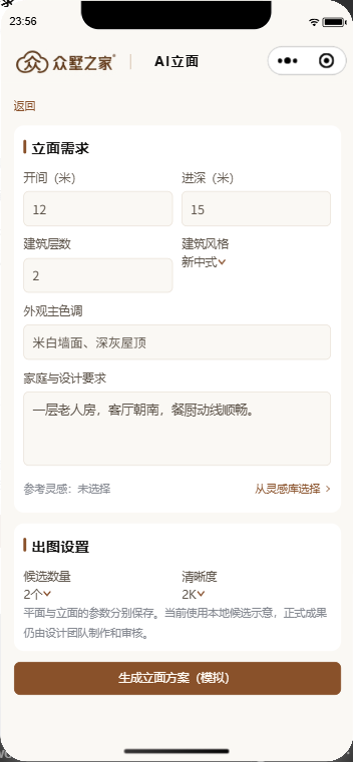 23:56
众墅之家 AI立面
返回
立面需求
开间（米） 进深（米）
12 15
建筑层数 建筑风格
2 新中式
外观主色调
米白墙面、深灰屋顶
家庭与设计要求
一层老人房，客厅朝南，餐厨动线顺畅。
参考灵感：未选择 从灵感库选择 ›
出图设置
候选数量 清晰度
2个 2K
平面与立面的参数分别保存。当前使用本地候选示意，正式成果
仍由设计团队制作和审核。
生成立面方案（模拟）